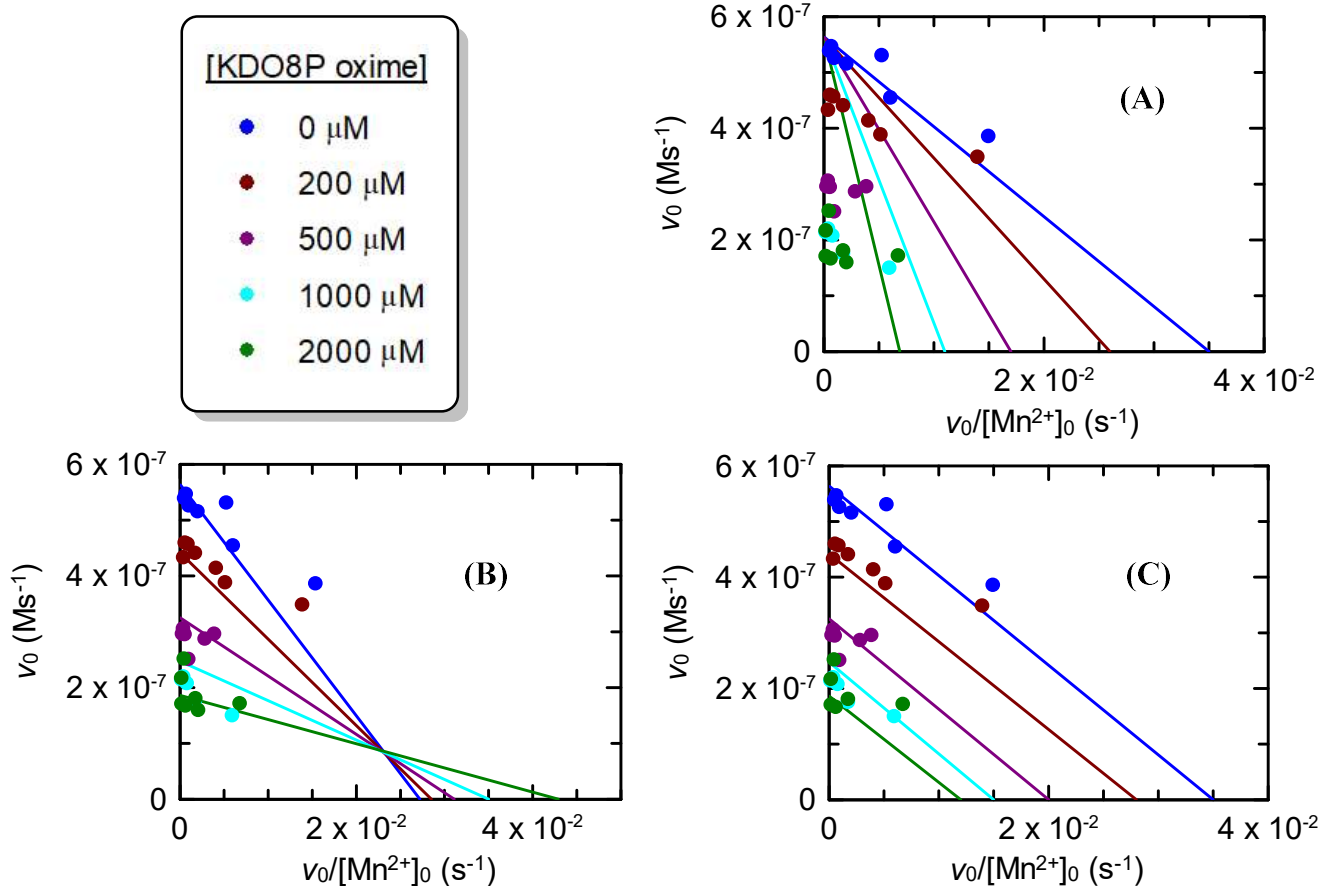 [KDO8P oxime]
0 μM
200 μM
500 μM
1000 μM
2000 μM
6 x 10⁻⁷
4 x 10⁻⁷
2 x 10⁻⁷
0
v₀ (Ms⁻¹)
(A)
0
2 x 10⁻²
4 x 10⁻²
v₀/[Mn²⁺]₀ (s⁻¹)
6 x 10⁻⁷
4 x 10⁻⁷
2 x 10⁻⁷
0
v₀ (Ms⁻¹)
(B)
0
2 x 10⁻²
4 x 10⁻²
v₀/[Mn²⁺]₀ (s⁻¹)
6 x 10⁻⁷
4 x 10⁻⁷
2 x 10⁻⁷
0
v₀ (Ms⁻¹)
(C)
0
2 x 10⁻²
4 x 10⁻²
v₀/[Mn²⁺]₀ (s⁻¹)